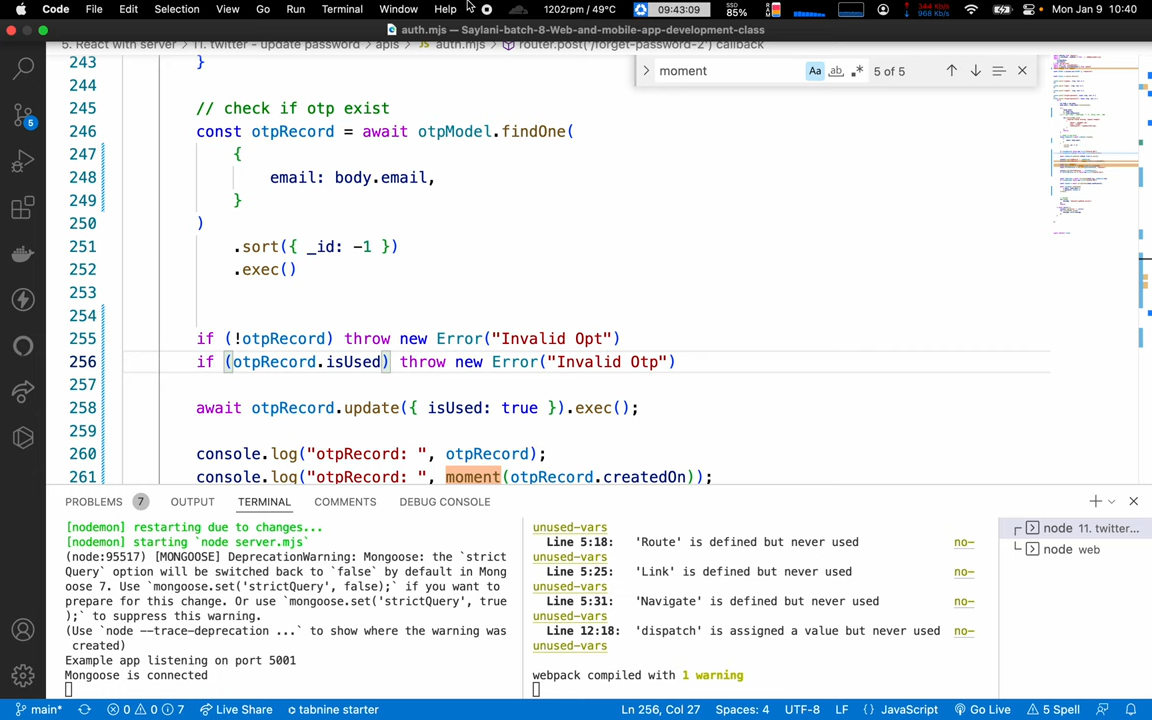 Code File Edit Selection View Go Run Terminal Window Help 1202rpm / 49°C 09:43:09 SSD 85% 344 Kb/s 968 Kb/s Mon Jan 9 10:40
auth.mjs — Saylani-batch-8-Web-and-mobile-app-development-class
5. React with server > 11. twitter - update password > apis > auth.mjs > router.post('/forget-password-2') callback
moment Aa ab .* 5 of 5
243 }
244
245 // check if otp exist
246 const otpRecord = await otpModel.findOne(
247 {
248 email: body.email,
249 }
250 )
251 .sort({ _id: -1 })
252 .exec()
253
254
255 if (!otpRecord) throw new Error("Invalid Opt")
256 if (otpRecord.isUsed) throw new Error("Invalid Otp")
257
258 await otpRecord.update({ isUsed: true }).exec();
259
260 console.log("otpRecord: ", otpRecord);
261 console.log("otpRecord: ", moment(otpRecord.createdOn));
5
PROBLEMS 7 OUTPUT TERMINAL COMMENTS DEBUG CONSOLE
[nodemon] restarting due to changes...
[nodemon] starting `node server.mjs`
(node:95517) [MONGOOSE] DeprecationWarning: Mongoose: the `strict
Query` option will be switched back to `false` by default in Mong
oose 7. Use `mongoose.set('strictQuery', false);` if you want to
prepare for this change. Or use `mongoose.set('strictQuery', true
);` to suppress this warning.
(Use `node --trace-deprecation ...` to show where the warning was
created)
Example app listening on port 5001
Mongoose is connected
unused-vars
Line 5:18: 'Route' is defined but never used no-
unused-vars
Line 5:25: 'Link' is defined but never used no-
unused-vars
Line 5:31: 'Navigate' is defined but never used no-
unused-vars
Line 12:18: 'dispatch' is assigned a value but never used no-
unused-vars
webpack compiled with 1 warning
node 11. twitter...
node web
main* 0 0 7 Live Share tabnine starter Ln 256, Col 27 Spaces: 4 UTF-8 LF {} JavaScript Go Live 5 Spell